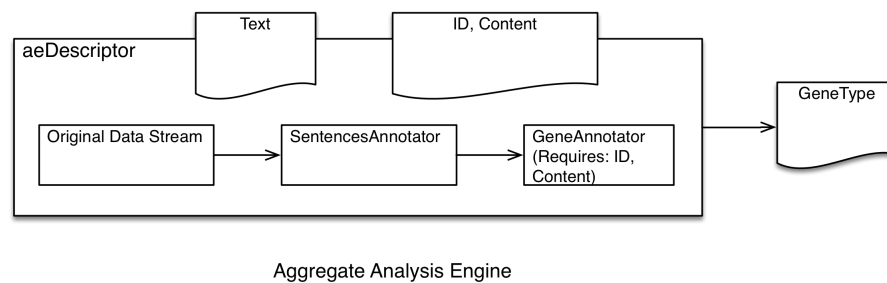 Text
ID, Content
aeDescriptor
GeneType
Original Data Stream
SentencesAnnotator
GeneAnnotator
(Requires: ID,
Content)
Aggregate Analysis Engine